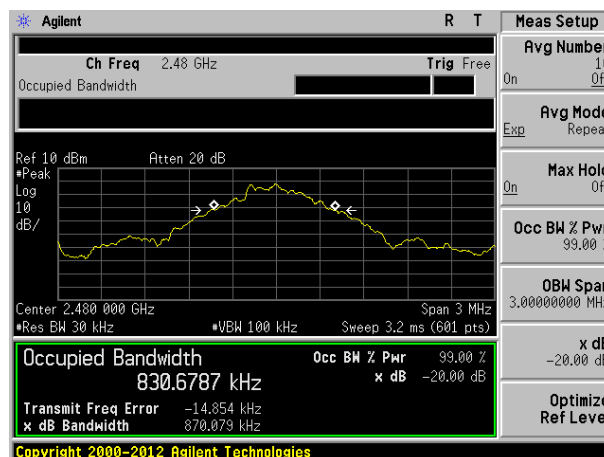 Agilent R T Meas Setup
Ch Freq 2.48 GHz Trig Free
Occupied Bandwidth
Ref 10 dBm Atten 20 dB
#Peak
Log
10
dB/
Center 2.480 000 GHz Span 3 MHz
#Res BW 30 kHz #VBW 100 kHz Sweep 3.2 ms (601 pts)
Occupied Bandwidth Occ BW % Pwr 99.00 %
830.6787 kHz x dB -20.00 dB
Transmit Freq Error -14.854 kHz
x dB Bandwidth 870.079 kHz
Copyright 2000-2012 Agilent Technologies
Avg Number
On
Avg Mode
Exp Repea
Max Hold
On
Occ BW % Pwr
99.00
OBW Span
3.00000000 MHz
x dB
-20.00 dB
Optimize
Ref Level